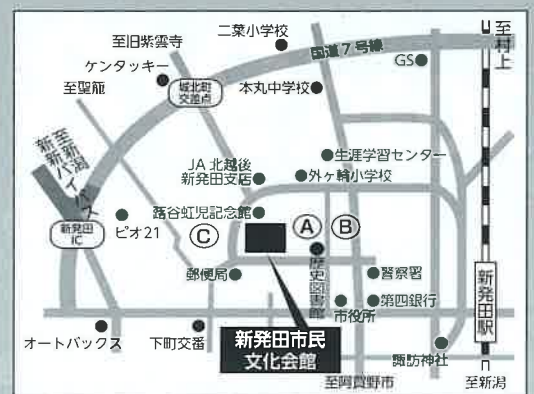 二葉小学校
至旧紫雲寺
国道7号線
至村上
ケンタッキー
GS
至聖籠
城北町
交差点
本丸中学校
至新潟
新新バイパス
生涯学習センター
JA北越後
新発田支店
外ヶ輪小学校
蕗谷虹児記念館
新発田
IC
ピオ21
C
A
B
歴史図書館
郵便局
警察署
新発田駅
市役所
第四銀行
オートバックス
下町交番
新発田市民
文化会館
諏訪神社
至阿賀野市
至新潟